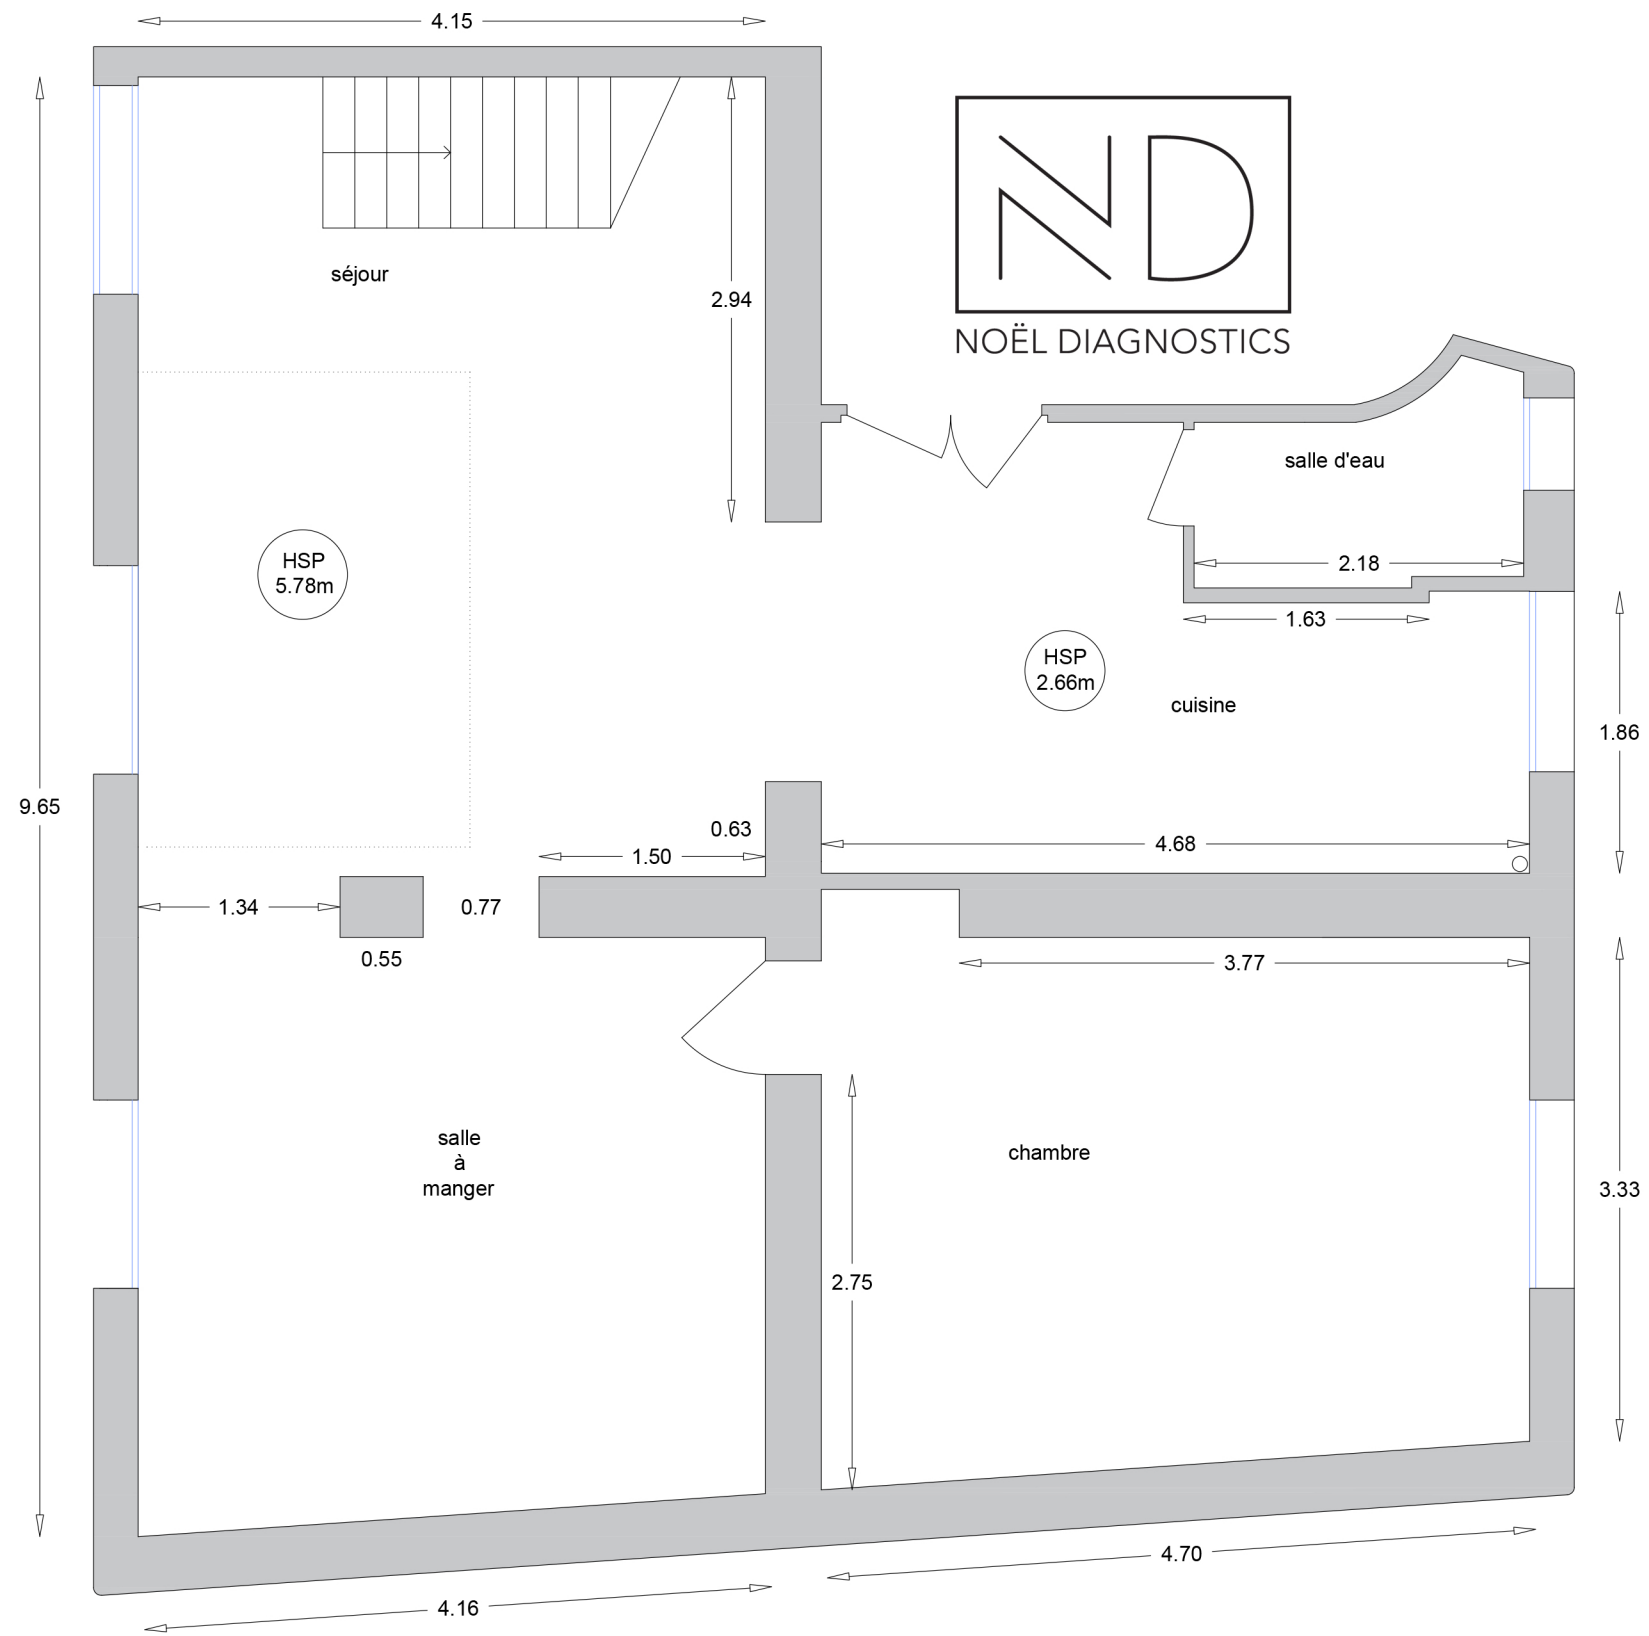 4.15
NOËL DIAGNOSTICS
séjour
2.94
salle d'eau
HSP
5.78m
2.18
1.63
HSP
2.66m
cuisine
1.86
9.65
0.63
1.50
4.68
1.34
0.77
0.55
3.77
salle
à
manger
chambre
3.33
2.75
4.70
4.16